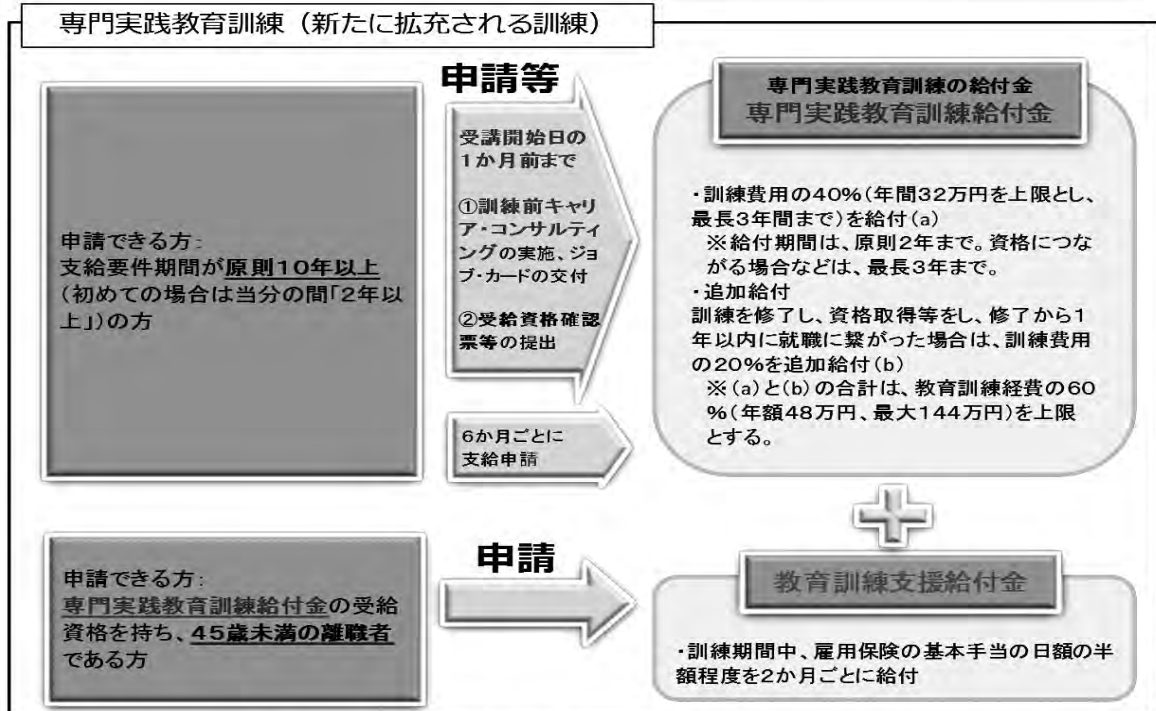 専門実践教育訓練（新たに拡充される訓練）
申請できる方：
支給要件期間が原則10年以上
（初めての場合は当分の間「2年以
上」）の方
申請等
受講開始日の
1か月前まで
①訓練前キャリ
ア・コンサルティ
ングの実施、ジョ
ブ・カードの交付
②受給資格確認
票等の提出
6か月ごとに
支給申請
専門実践教育訓練の給付金
専門実践教育訓練給付金
・訓練費用の40%（年間32万円を上限とし、
最長3年間まで）を給付（a）
※給付期間は、原則2年まで。資格につな
がる場合などは、最長3年まで。
・追加給付
訓練を修了し、資格取得等をし、修了から1
年以内に就職に繋がった場合は、訓練費用
の20%を追加給付（b）
※（a）と（b）の合計は、教育訓練経費の60
%（年額48万円、最大144万円）を上限
とする。
申請できる方：
専門実践教育訓練給付金の受給
資格を持ち、45歳未満の離職者
である方
申請
教育訓練支援給付金
・訓練期間中、雇用保険の基本手当の日額の半
額程度を2か月ごとに給付